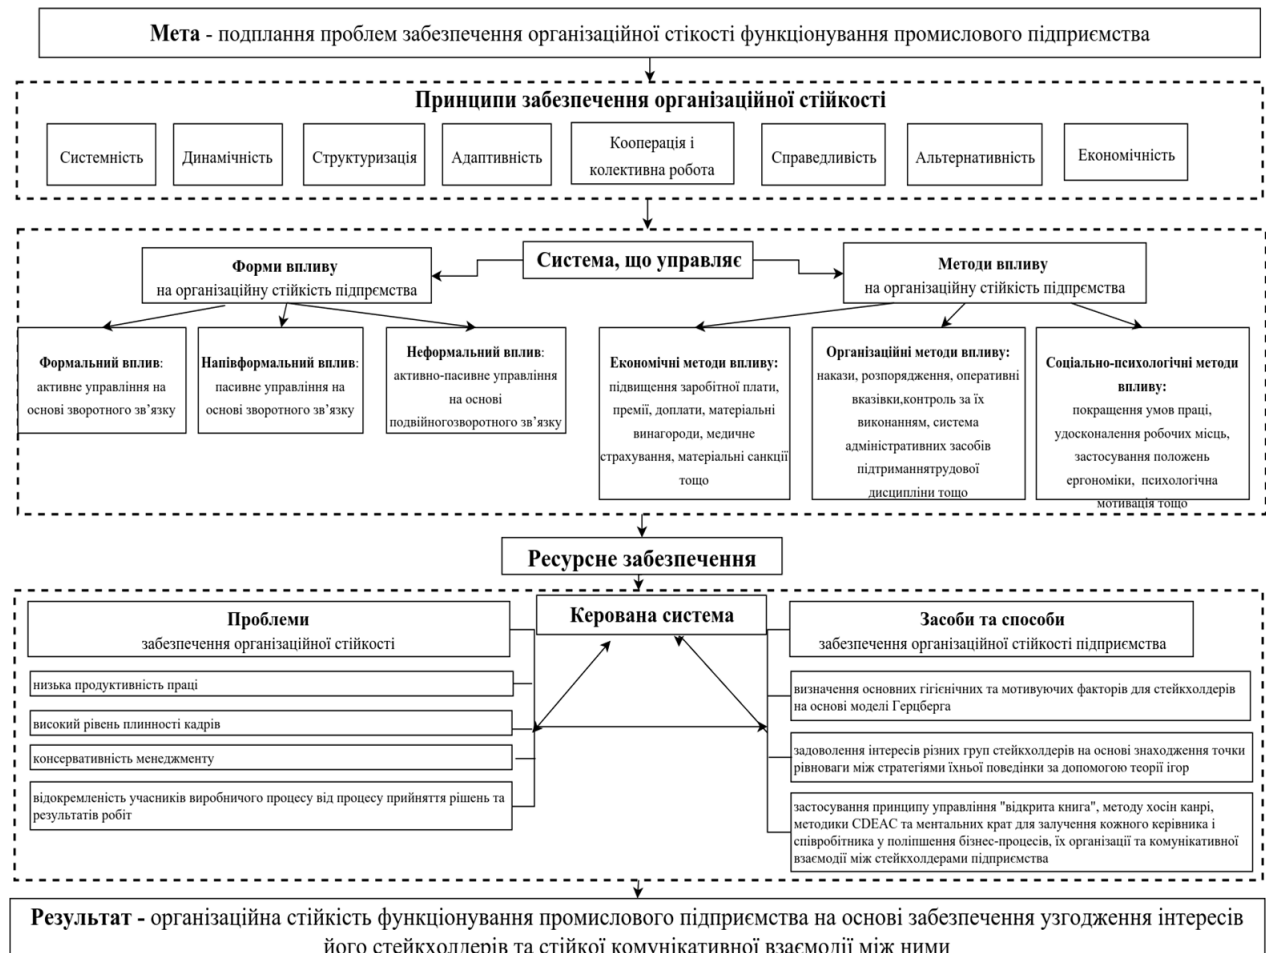 Мета - подплання проблем забезпечення організаційної стікості функціонування промислового підприємства
Принципи забезпечення організаційної стійкості
Системність
Динамічність
Структуризація
Адаптивність
Кооперація і
колективна робота
Справедливість
Альтернативність
Економічність
Система, що управляє
Форми впливу
на організаційну стійкість підпрємства
Методи впливу
на організаційну стійкість підпрємства
Формальний вплив:
активне управління на
основі зворотного зв’язку
Напівформальний вплив:
пасивне управління на
основі зворотного зв’язку
Неформальний вплив:
активно-пасивне управління
на основі
подвійногозворотного зв’язку
Економічні методи впливу:
підвищення заробітної плати,
премії, доплати, матеріальні
винагороди, медичне
страхування, матеріальні санкції
тощо
Організаційні методи впливу:
накази, розпорядження, оперативні
вказівки,контроль за їх
виконанням, система
адміністративних засобів
підтриманнятрудової
дисципліни тощо
Соціально-психологічні методи
впливу:
покращення умов праці,
удосконалення робочих місць,
застосування положень
ергономіки, психологічна
мотивація тощо
Ресурсне забезпечення
Керована система
Проблеми
забезпечення організаційної стійкості
низька продуктивність праці
високий рівень плинності кадрів
консервативність менеджменту
відокремленість учасників виробничого процесу від процесу прийняття рішень та
результатів робіт
Засоби та способи
забезпечення організаційної стійкості підприємства
визначення основних гігієнічних та мотивуючих факторів для стейкхолдерів
на основі моделі Герцберга
задоволення інтересів різних груп стейкхолдерів на основі знаходження точки
рівноваги між стратегіями їхньої поведінки за допомогою теорії ігор
застосування принципу управління "відкрита книга", методу хосін канрі,
методики CDEAC та ментальних крат для залучення кожного керівника і
співробітника у поліпшення бізнес-процесів, їх організації та комунікативної
взаємодії між стейкхолдерами підприємства
Результат - організаційна стійкість функціонування промислового підприємства на основі забезпечення узгодження інтересів
його стейкхолдерів та стійкої комунікативної взаємодії між ними